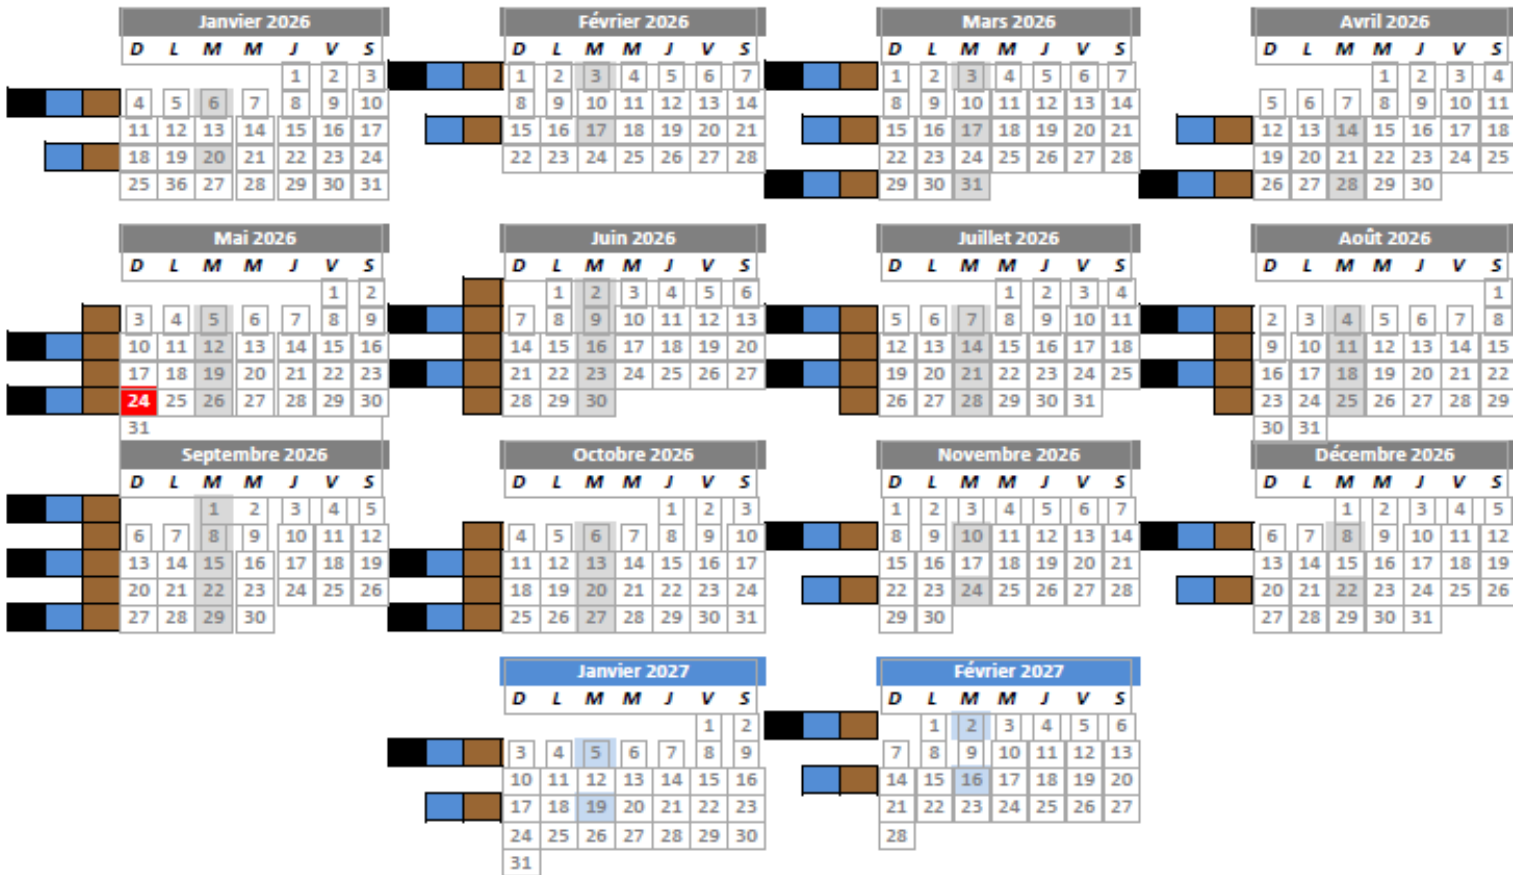 Janvier 2026 Février 2026 Mars 2026 Avril 2026
D L M M J V S D L M M J V S D L M M J V S D L M M J V S
1 2 3 1 2 3 4 5 6 7 1 2 3 4 5 6 7 1 2 3 4
4 5 6 7 8 9 10 8 9 10 11 12 13 14 8 9 10 11 12 13 14 5 6 7 8 9 10 11
11 12 13 14 15 16 17 15 16 17 18 19 20 21 15 16 17 18 19 20 21 12 13 14 15 16 17 18
18 19 20 21 22 23 24 22 23 24 25 26 27 28 22 23 24 25 26 27 28 19 20 21 22 23 24 25
25 36 27 28 29 30 31 29 30 31 26 27 28 29 30
Mai 2026 Juin 2026 Juillet 2026 Août 2026
D L M M J V S D L M M J V S D L M M J V S D L M M J V S
1 2 1 2 3 4 5 6 1 2 3 4 1
3 4 5 6 7 8 9 7 8 9 10 11 12 13 5 6 7 8 9 10 11 2 3 4 5 6 7 8
10 11 12 13 14 15 16 14 15 16 17 18 19 20 12 13 14 15 16 17 18 9 10 11 12 13 14 15
17 18 19 20 21 22 23 21 22 23 24 25 26 27 19 20 21 22 23 24 25 16 17 18 19 20 21 22
24 25 26 27 28 29 30 28 29 30 26 27 28 29 30 31 23 24 25 26 27 28 29
31 30 31
Septembre 2026 Octobre 2026 Novembre 2026 Décembre 2026
D L M M J V S D L M M J V S D L M M J V S D L M M J V S
1 2 3 4 5 1 2 3 1 2 3 4 5 6 7 1 2 3 4 5
6 7 8 9 10 11 12 4 5 6 7 8 9 10 8 9 10 11 12 13 14 6 7 8 9 10 11 12
13 14 15 16 17 18 19 11 12 13 14 15 16 17 15 16 17 18 19 20 21 13 14 15 16 17 18 19
20 21 22 23 24 25 26 18 19 20 21 22 23 24 22 23 24 25 26 27 28 20 21 22 23 24 25 26
27 28 29 30 25 26 27 28 29 30 31 29 30 27 28 29 30 31
Janvier 2027 Février 2027
D L M M J V S D L M M J V S
1 2 1 2 3 4 5 6
3 4 5 6 7 8 9 7 8 9 10 11 12 13
10 11 12 13 14 15 16 14 15 16 17 18 19 20
17 18 19 20 21 22 23 21 22 23 24 25 26 27
24 25 26 27 28 29 30 28
31